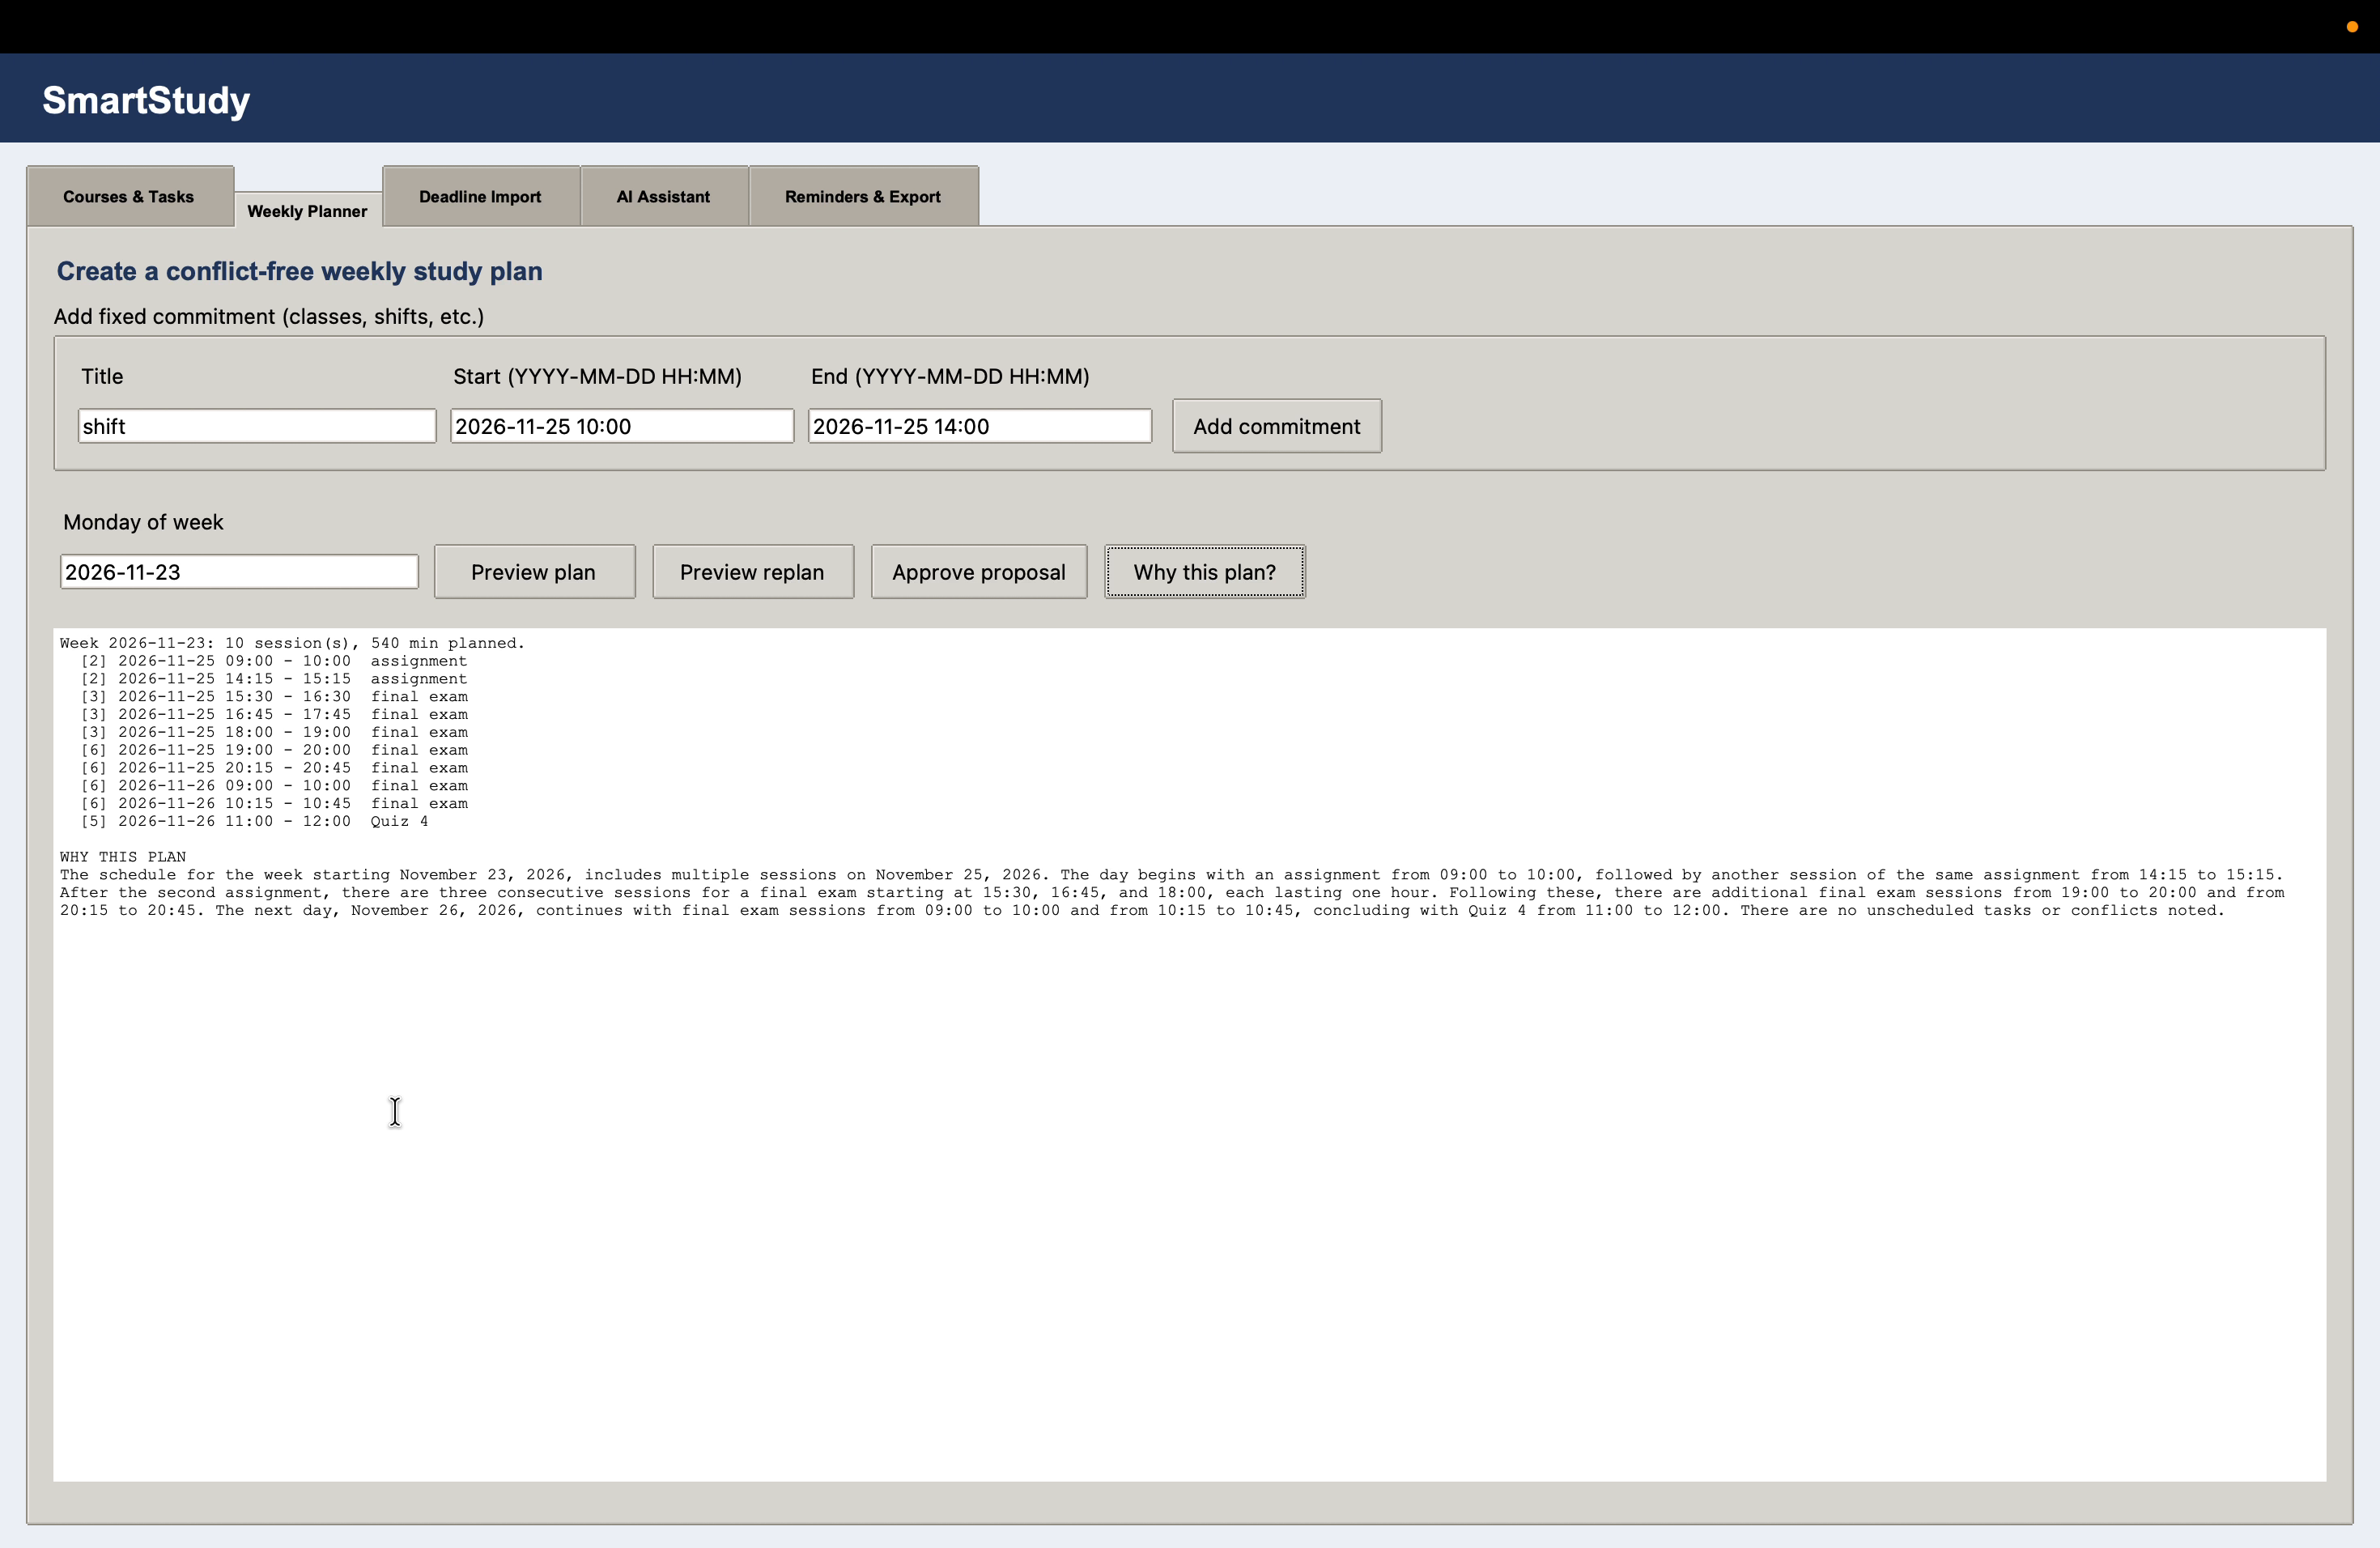 SmartStudy
Courses & Tasks
Weekly Planner
Deadline Import
AI Assistant
Reminders & Export
Create a conflict-free weekly study plan
Add fixed commitment (classes, shifts, etc.)
Title
Start (YYYY-MM-DD HH:MM)
End (YYYY-MM-DD HH:MM)
shift
2026-11-25 10:00
2026-11-25 14:00
Add commitment
Monday of week
2026-11-23
Preview plan
Preview replan
Approve proposal
Why this plan?
Week 2026-11-23: 10 session(s), 540 min planned.
[2] 2026-11-25 09:00 - 10:00  assignment
[2] 2026-11-25 14:15 - 15:15  assignment
[3] 2026-11-25 15:30 - 16:30  final exam
[3] 2026-11-25 16:45 - 17:45  final exam
[3] 2026-11-25 18:00 - 19:00  final exam
[6] 2026-11-25 19:00 - 20:00  final exam
[6] 2026-11-25 20:15 - 20:45  final exam
[6] 2026-11-26 09:00 - 10:00  final exam
[6] 2026-11-26 10:15 - 10:45  final exam
[5] 2026-11-26 11:00 - 12:00  Quiz 4
WHY THIS PLAN
The schedule for the week starting November 23, 2026, includes multiple sessions on November 25, 2026. The day begins with an assignment from 09:00 to 10:00, followed by another session of the same assignment from 14:15 to 15:15.
After the second assignment, there are three consecutive sessions for a final exam starting at 15:30, 16:45, and 18:00, each lasting one hour. Following these, there are additional final exam sessions from 19:00 to 20:00 and from
20:15 to 20:45. The next day, November 26, 2026, continues with final exam sessions from 09:00 to 10:00 and from 10:15 to 10:45, concluding with Quiz 4 from 11:00 to 12:00. There are no unscheduled tasks or conflicts noted.